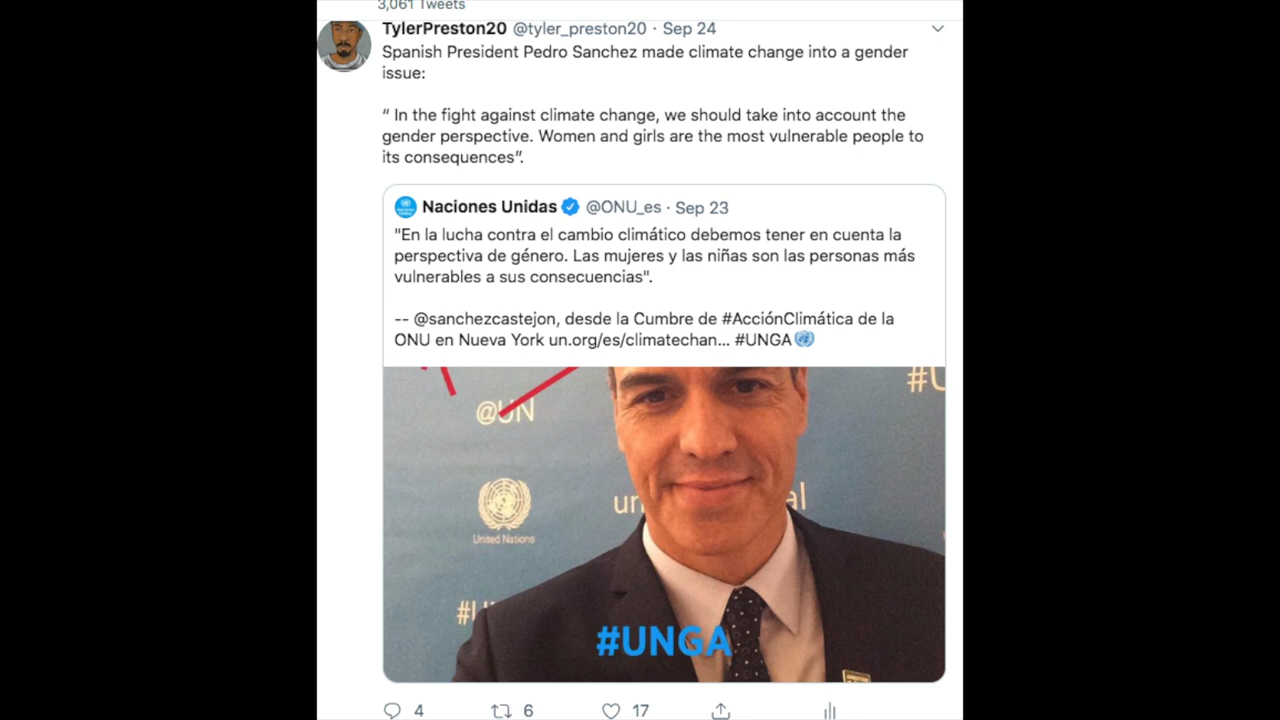 3,061 Tweets
TylerPreston20 @tyler_preston20 · Sep 24
Spanish President Pedro Sanchez made climate change into a gender
issue:
“ In the fight against climate change, we should take into account the
gender perspective. Women and girls are the most vulnerable people to
its consequences”.
Naciones Unidas @ONU_es · Sep 23
"En la lucha contra el cambio climático debemos tener en cuenta la
perspectiva de género. Las mujeres y las niñas son las personas más
vulnerables a sus consecuencias".
-- @sanchezcastejon, desde la Cumbre de #AcciónClimática de la
ONU en Nueva York un.org/es/climatechan... #UNGA
@UN
United Nations
#UNGA
4 6 17